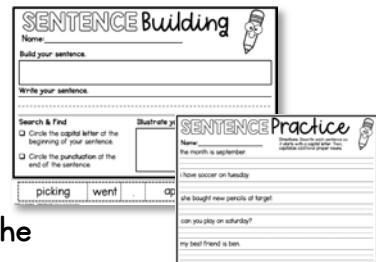 SENTENCE Building
Name:
Build your sentence.
Write your sentence.
Search & Find
Circle the capital letter at the
beginning of your sentence.
Circle the punctuation at the
end of the sentence.
Illustrate
picking went .
SENTENCE Practice
Name:
Directions:
the month is september.
i have soccer on tuesday.
she bought new pencils at target.
can you play on saturday?
my best friend is ben.
he